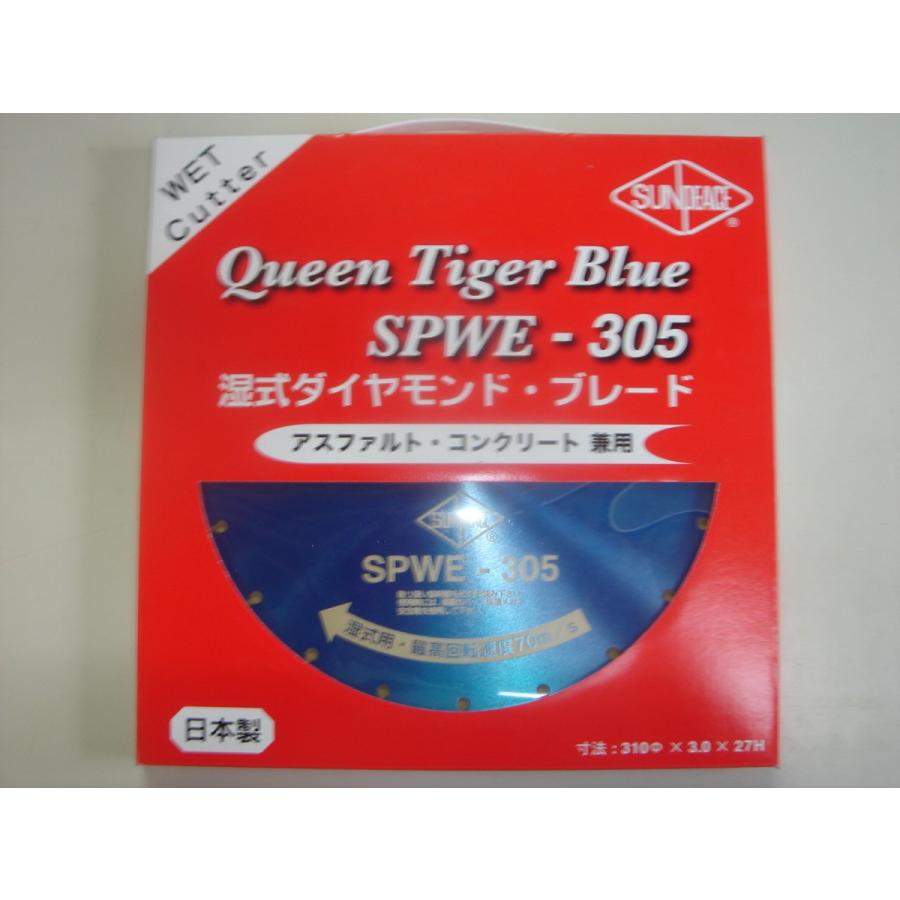 WET
Cutter
SUNPEACE®
Queen Tiger Blue
SPWE - 305
湿式ダイヤモンド・ブレード
アスファルト・コンクリート 兼用
®
SPWE - 305
湿式用・最高回転速度70m/s
日本製
寸法 : 310Φ × 3.0 × 27H